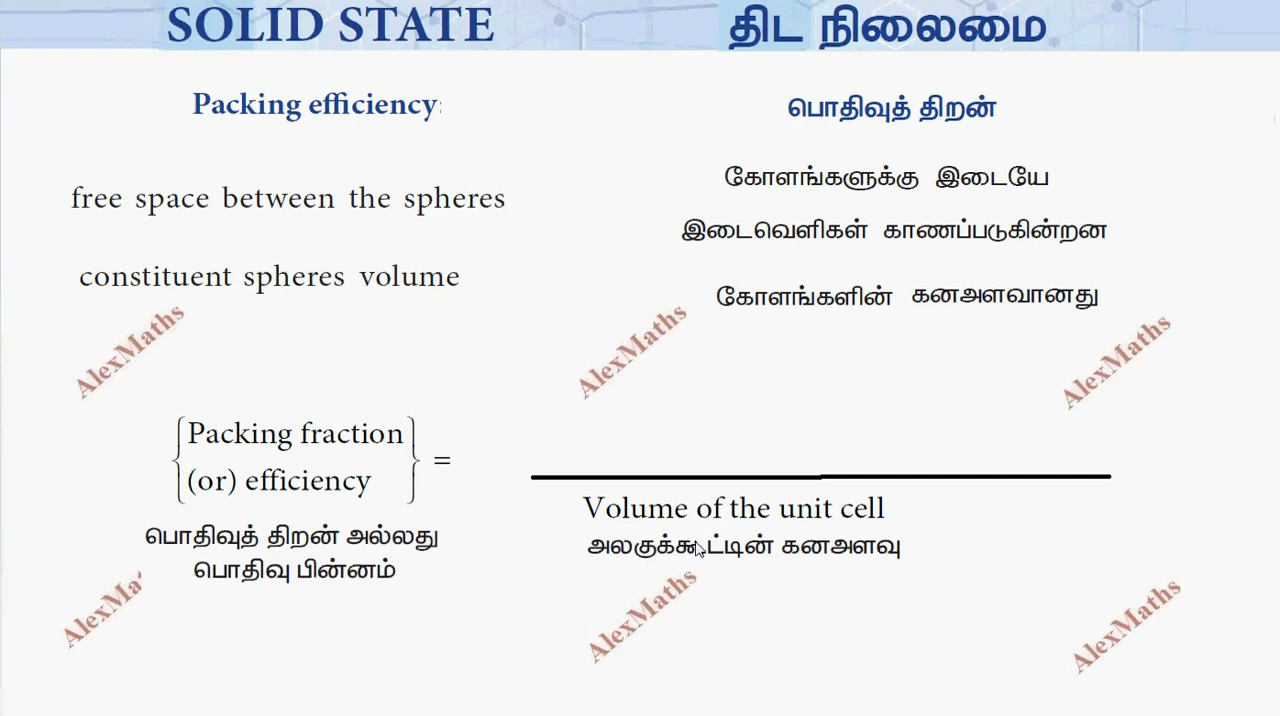 SOLID STATE
திட நிலைமை
Packing efficiency:
பொதிவுத் திறன்
free space between the spheres
கோளங்களுக்கு இடையே
இடைவெளிகள் காணப்படுகின்றன
constituent spheres volume
கோளங்களின் கனஅளவானது
AlexMaths
AlexMaths
AlexMaths
Packing fraction
(or) efficiency
=
Volume of the unit cell
பொதிவுத் திறன் அல்லது
பொதிவு பின்னம்
அலகுக்கூட்டின் கனஅளவு
AlexMa
AlexMaths
AlexMaths